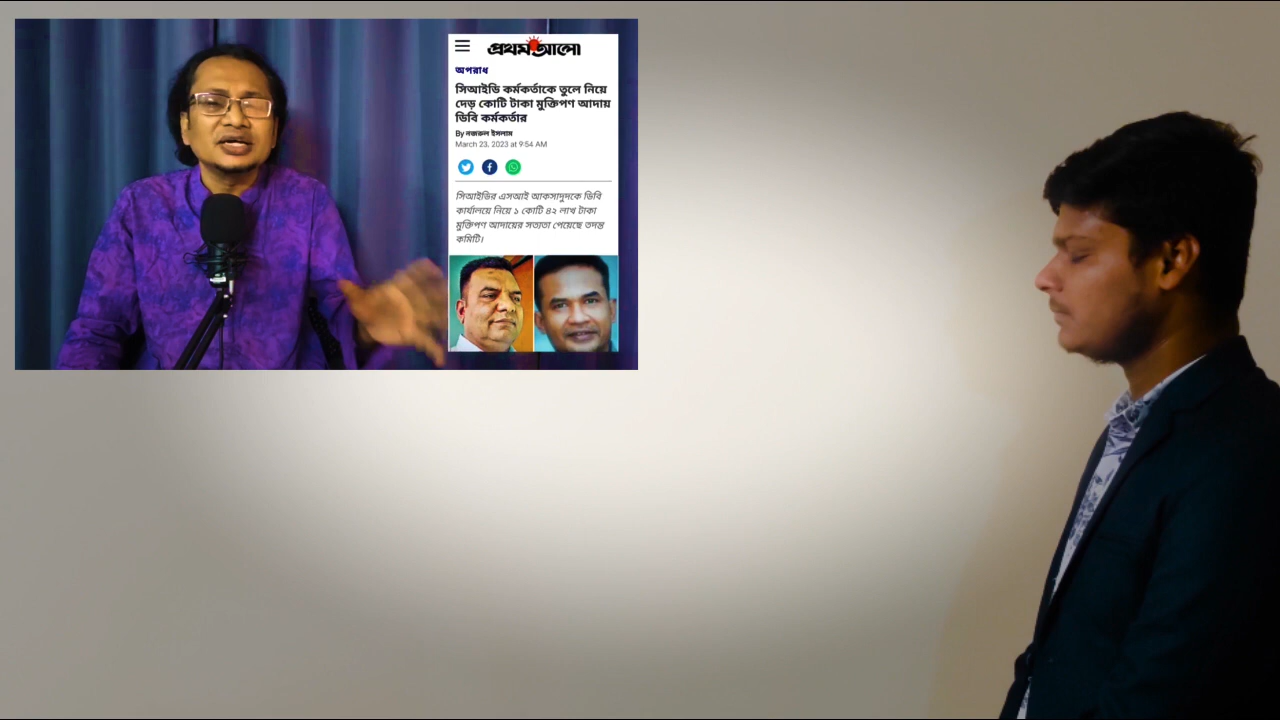 প্রথম আলো
অপরাধ
সিআইডি কর্মকর্তাকে তুলে নিয়ে
দেড় কোটি টাকা মুক্তিপণ আদায়
ডিবি কর্মকর্তার
By নজরুল ইসলাম
March 23, 2023 at 9:54 AM
সিআইডির এসআই আকসাদুদকে ডিবি
কার্যালয়ে নিয়ে ১ কোটি ৪২ লাখ টাকা
মুক্তিপণ আদায়ের সত্যতা পেয়েছে তদন্ত
কমিটি।